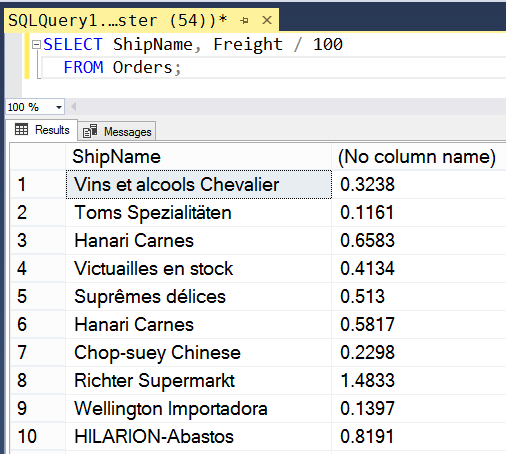 SQLQuery1....ster (54))*
SELECT ShipName, Freight / 100
FROM Orders;
100 %
Results Messages
ShipName (No column name)
1 Vins et alcools Chevalier 0.3238
2 Toms Spezialitäten 0.1161
3 Hanari Carnes 0.6583
4 Victuailles en stock 0.4134
5 Suprêmes délices 0.513
6 Hanari Carnes 0.5817
7 Chop-suey Chinese 0.2298
8 Richter Supermarkt 1.4833
9 Wellington Importadora 0.1397
10 HILARION-Abastos 0.8191